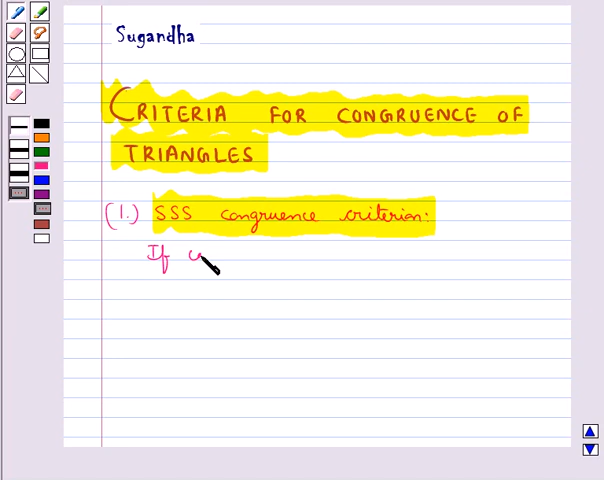 Sugandha
CRITERIA FOR CONGRUENCE OF
TRIANGLES
(1.) SSS congruence criterion:
If